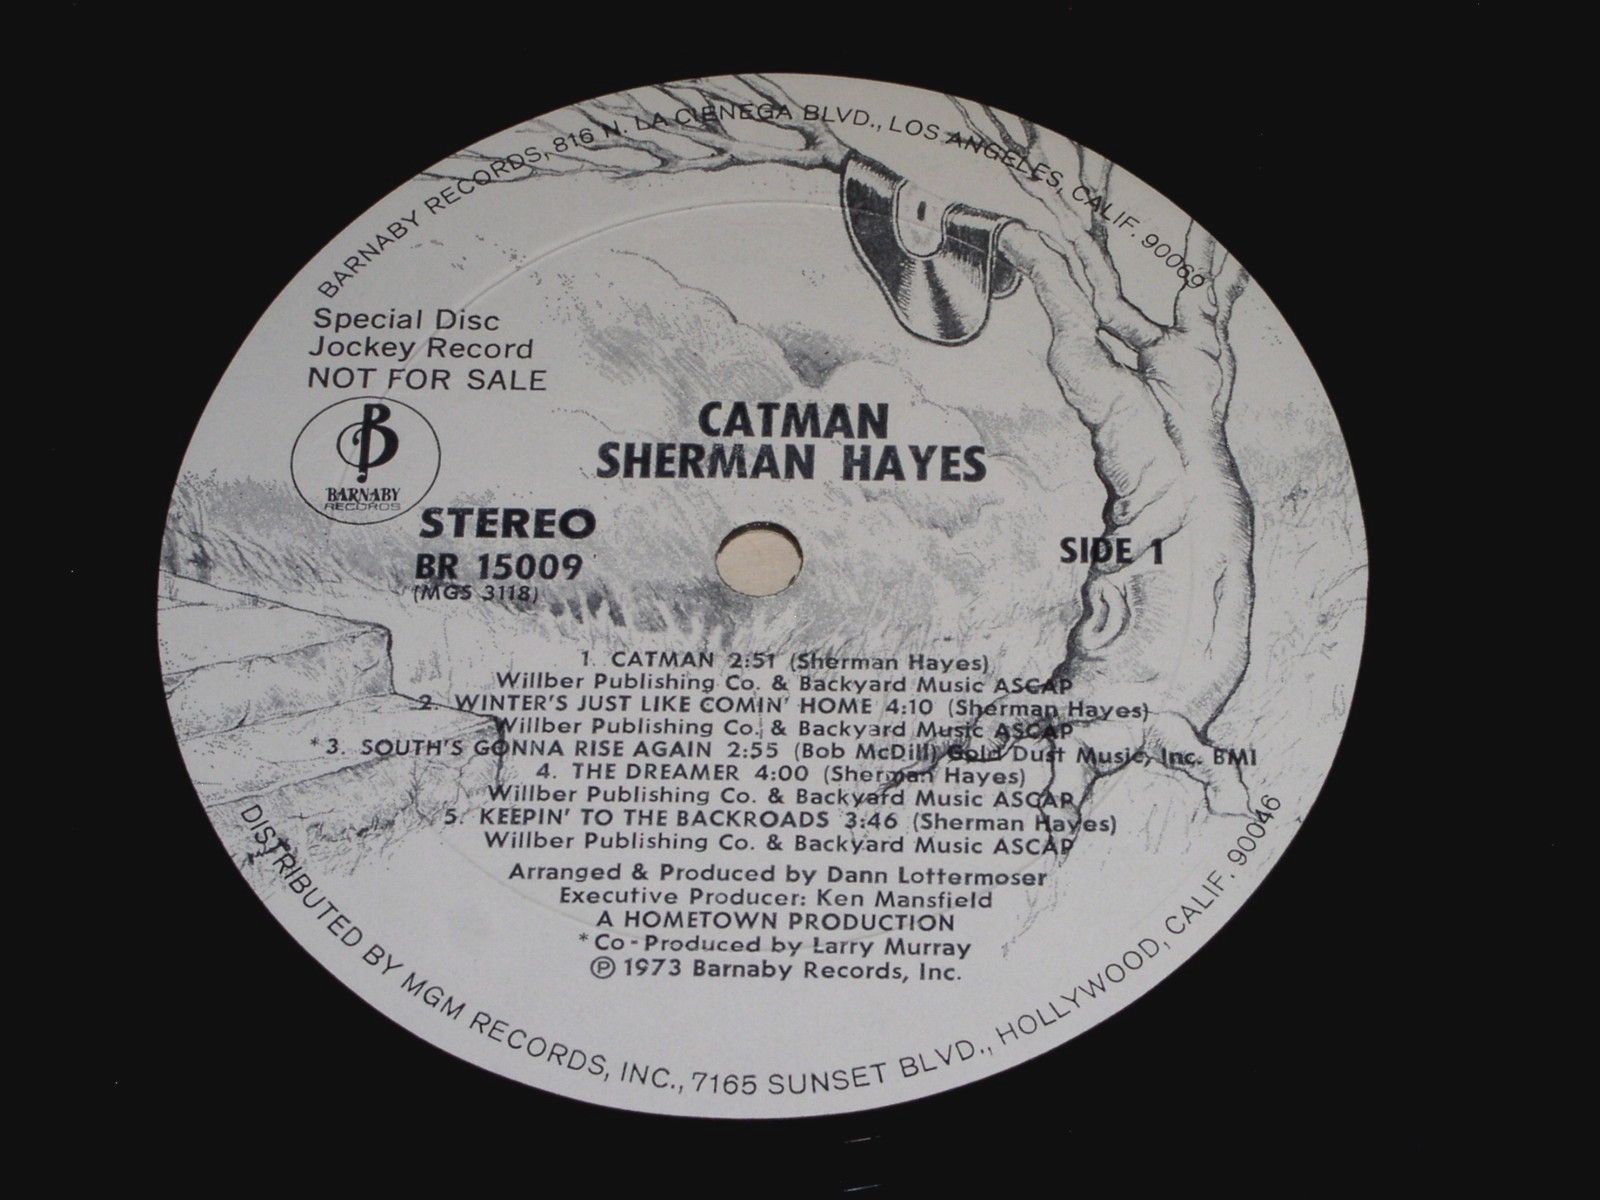 BARNABY RECORDS, 816 N. LA CIENEGA BLVD., LOS ANGELES, CALIF. 90069
Special Disc
Jockey Record
NOT FOR SALE
B
BARNABY
RECORDS
CATMAN
SHERMAN HAYES
STEREO
BR 15009
(MGS 3118)
SIDE 1
1. CATMAN 2:51 (Sherman Hayes)
Willber Publishing Co. & Backyard Music ASCAP
2. WINTER'S JUST LIKE COMIN' HOME 4:10 (Sherman Hayes)
Willber Publishing Co. & Backyard Music ASCAP
*3. SOUTH'S GONNA RISE AGAIN 2:55 (Bob McDill) Gold Dust Music, Inc. BMI
4. THE DREAMER 4:00 (Sherman Hayes)
Willber Publishing Co. & Backyard Music ASCAP
5. KEEPIN' TO THE BACKROADS 3:46 (Sherman Hayes)
Willber Publishing Co. & Backyard Music ASCAP
Arranged & Produced by Dann Lottermoser
Executive Producer: Ken Mansfield
A HOMETOWN PRODUCTION
*Co-Produced by Larry Murray
Ⓟ 1973 Barnaby Records, Inc.
DISTRIBUTED BY MGM RECORDS, INC., 7165 SUNSET BLVD., HOLLYWOOD, CALIF. 90046